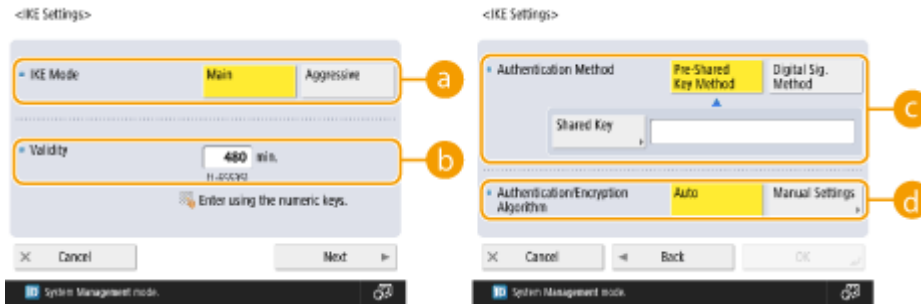 <IKE Settings>
IKE Mode
Main
Aggressive
a
Validity
480 min.
b
Enter using the numeric keys.
Cancel
Next
System Management mode.
<IKE Settings>
Authentication Method
Pre-Shared
Key Method
Digital Sig.
Method
c
Shared Key
Authentication/Encryption
Algorithm
Auto
Manual Settings
d
Cancel
Back
OK
System Management mode.